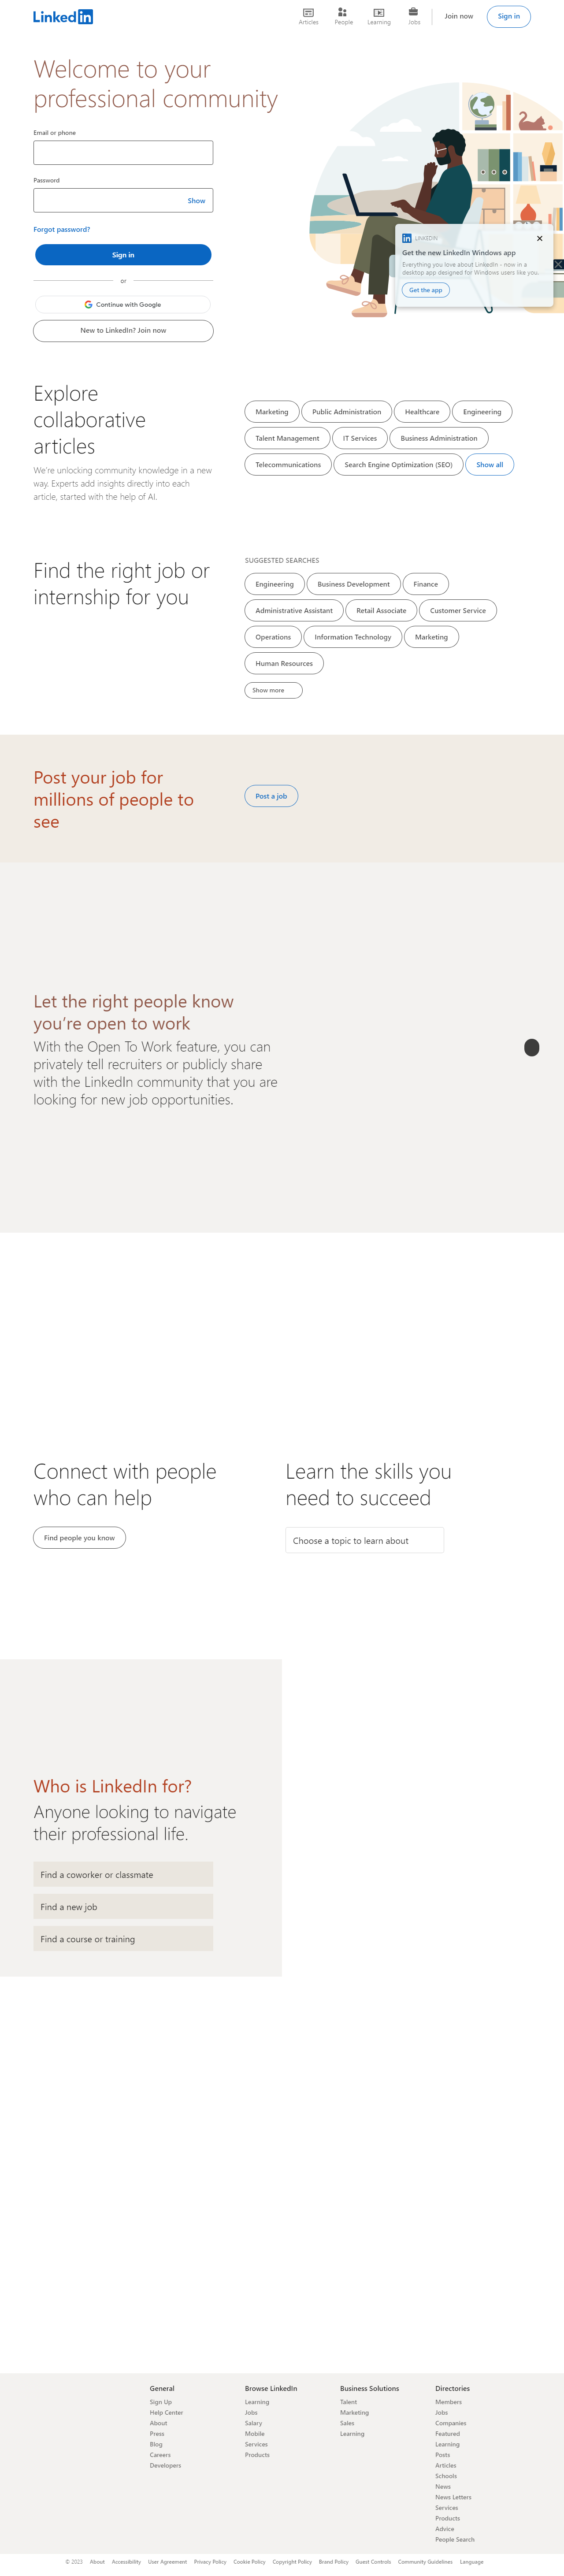 LinkedIn
Articles
People
Learning
Jobs
Join now
Sign in
Welcome to your
professional community
Email or phone
Password
Show
Forgot password?
Sign in
or
Continue with Google
New to LinkedIn? Join now
LINKEDIN
Get the new LinkedIn Windows app
Everything you love about LinkedIn - now in a
desktop app designed for Windows users like you.
Get the app
Explore
collaborative
articles
We're unlocking community knowledge in a new
way. Experts add insights directly into each
article, started with the help of AI.
Marketing
Public Administration
Healthcare
Engineering
Talent Management
IT Services
Business Administration
Telecommunications
Search Engine Optimization (SEO)
Show all
Find the right job or
internship for you
SUGGESTED SEARCHES
Engineering
Business Development
Finance
Administrative Assistant
Retail Associate
Customer Service
Operations
Information Technology
Marketing
Human Resources
Show more
Post your job for
millions of people to
see
Post a job
Let the right people know
you're open to work
With the Open To Work feature, you can
privately tell recruiters or publicly share
with the LinkedIn community that you are
looking for new job opportunities.
Connect with people
who can help
Find people you know
Learn the skills you
need to succeed
Choose a topic to learn about
Who is LinkedIn for?
Anyone looking to navigate
their professional life.
Find a coworker or classmate
Find a new job
Find a course or training
General
Sign Up
Help Center
About
Press
Blog
Careers
Developers
Browse LinkedIn
Learning
Jobs
Salary
Mobile
Services
Products
Business Solutions
Talent
Marketing
Sales
Learning
Directories
Members
Jobs
Companies
Featured
Learning
Posts
Articles
Schools
News
News Letters
Services
Products
Advice
People Search
© 2023
About
Accessibility
User Agreement
Privacy Policy
Cookie Policy
Copyright Policy
Brand Policy
Guest Controls
Community Guidelines
Language